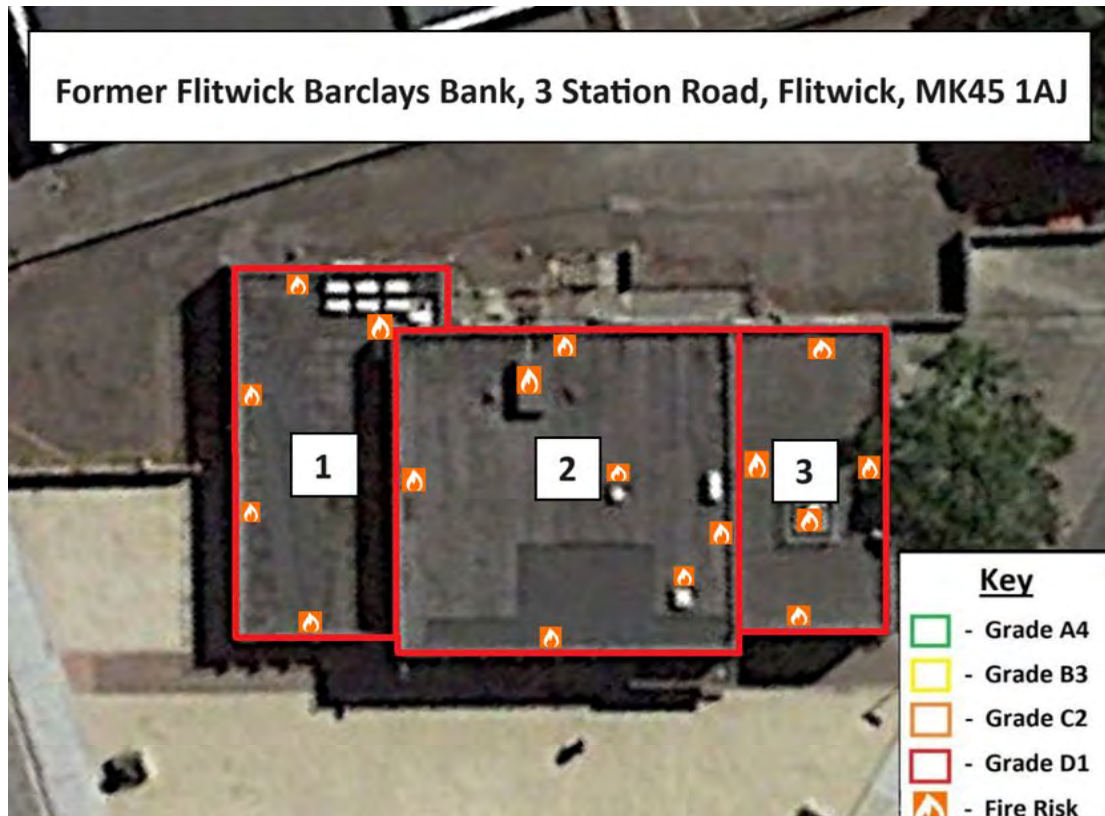 Former Flitwick Barclays Bank, 3 Station Road, Flitwick, MK45 1AJ
1
2
3
Key
- Grade A4
- Grade B3
- Grade C2
- Grade D1
- Fire Risk